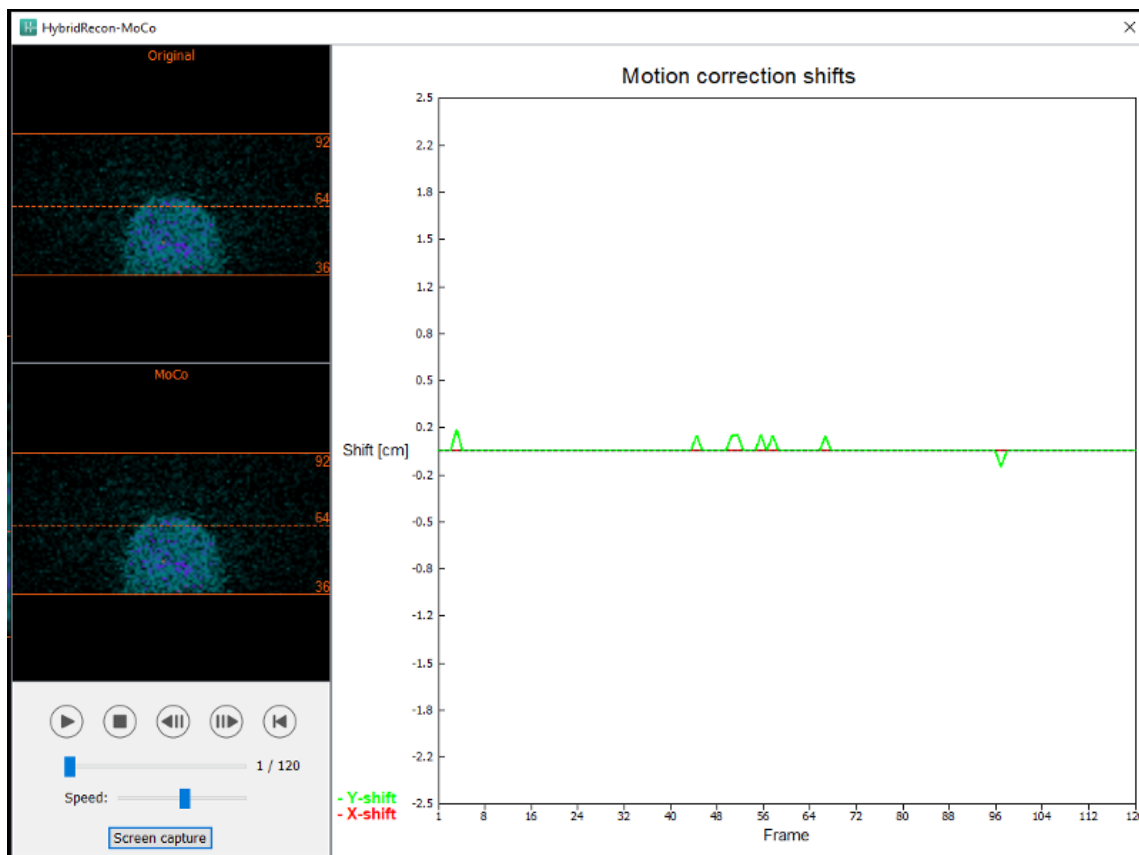 HybridRecon-MoCo
Original
92
64
36
MoCo
92
64
36
1 / 120
Speed:
Screen capture
Motion correction shifts
2.5
2.2
1.8
1.5
1.2
0.8
0.5
0.2
Shift [cm]
-0.2
-0.5
-0.8
-1.2
-1.5
-1.8
-2.2
-2.5
- Y-shift
- X-shift
1 8 16 24 32 40 48 56 64 72 80 88 96 104 112 120
Frame